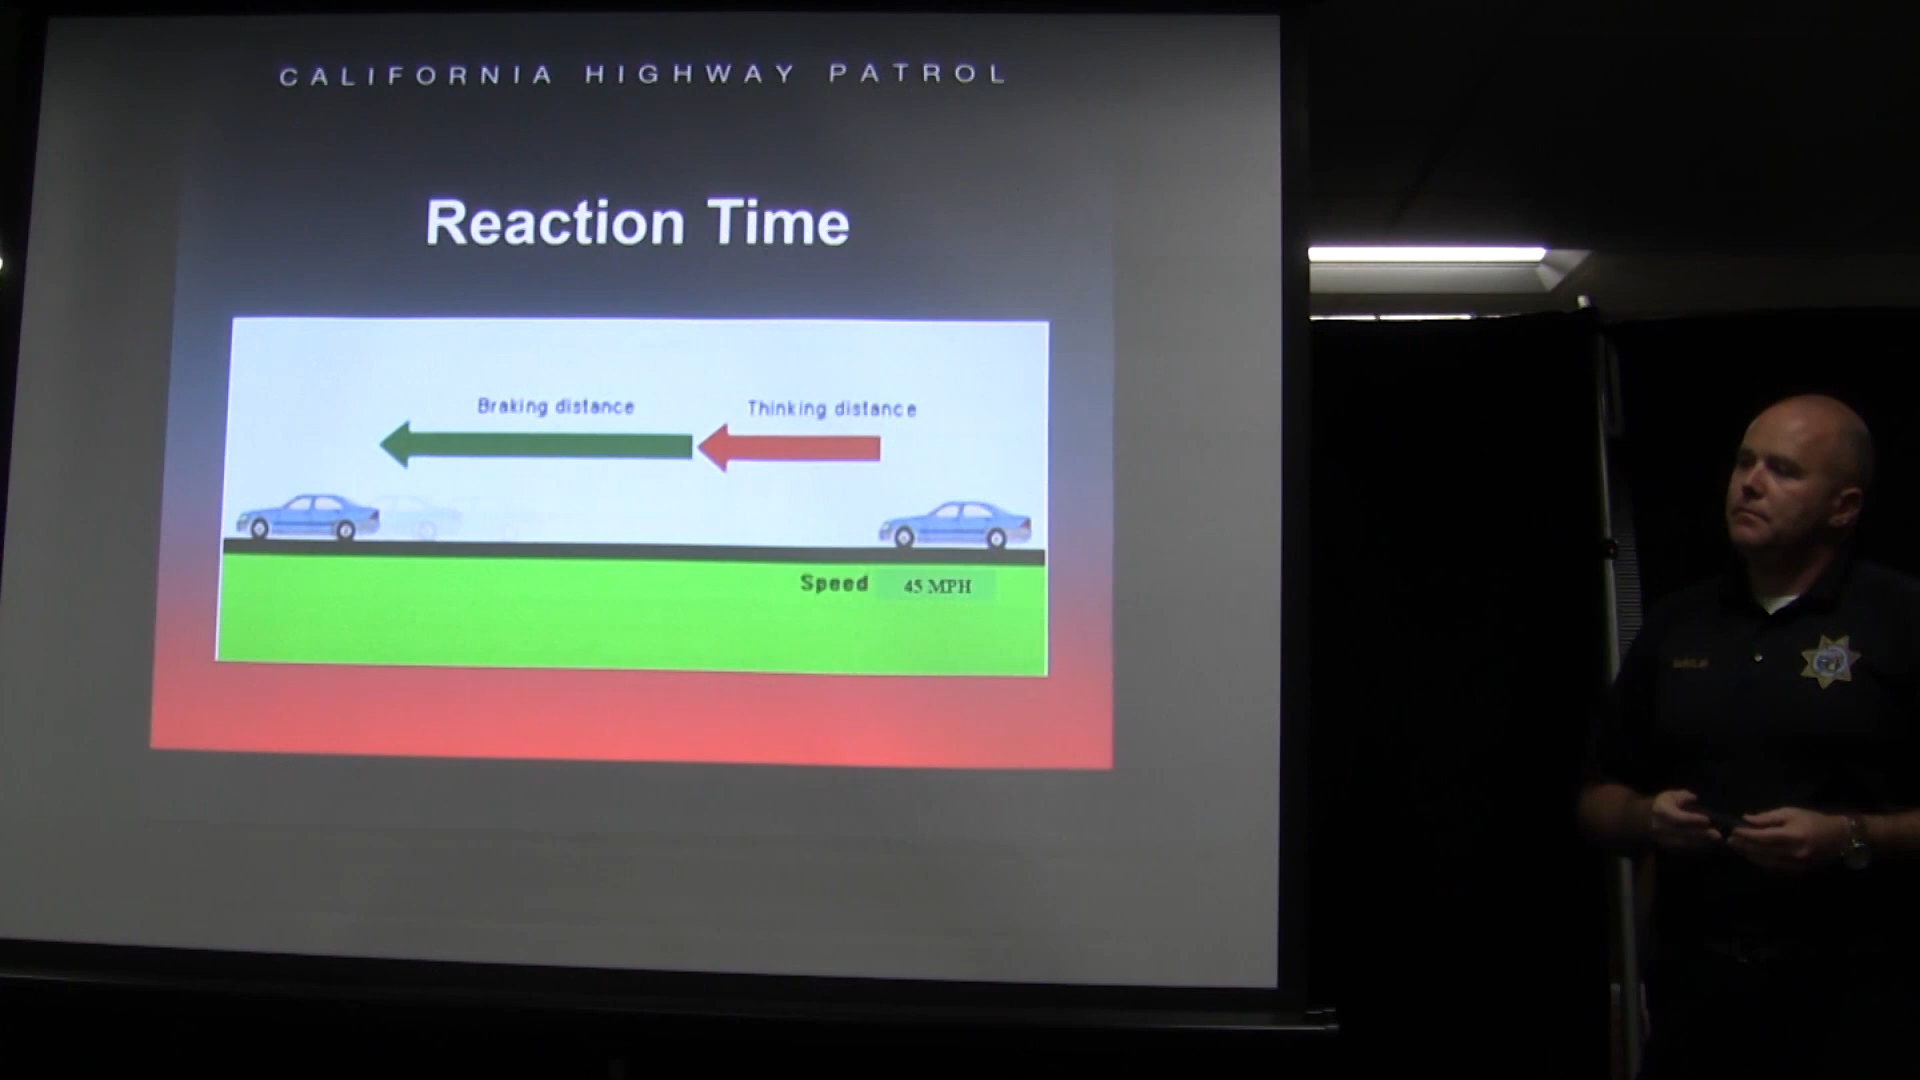 CALIFORNIA HIGHWAY PATROL
Reaction Time
Braking distance
Thinking distance
Speed 45 MPH